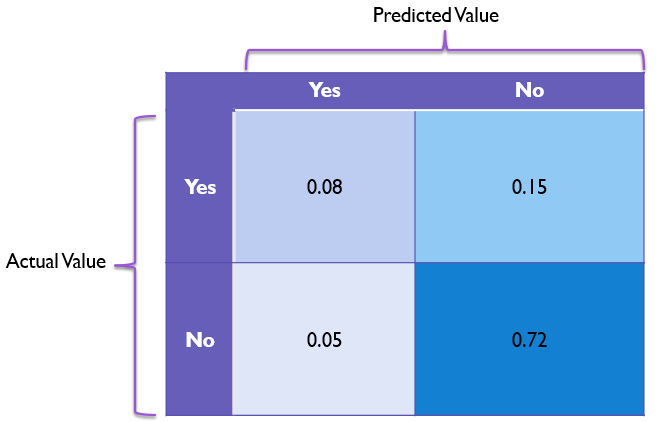 Predicted Value
Yes No
Yes 0.08 0.15
Actual Value
No 0.05 0.72